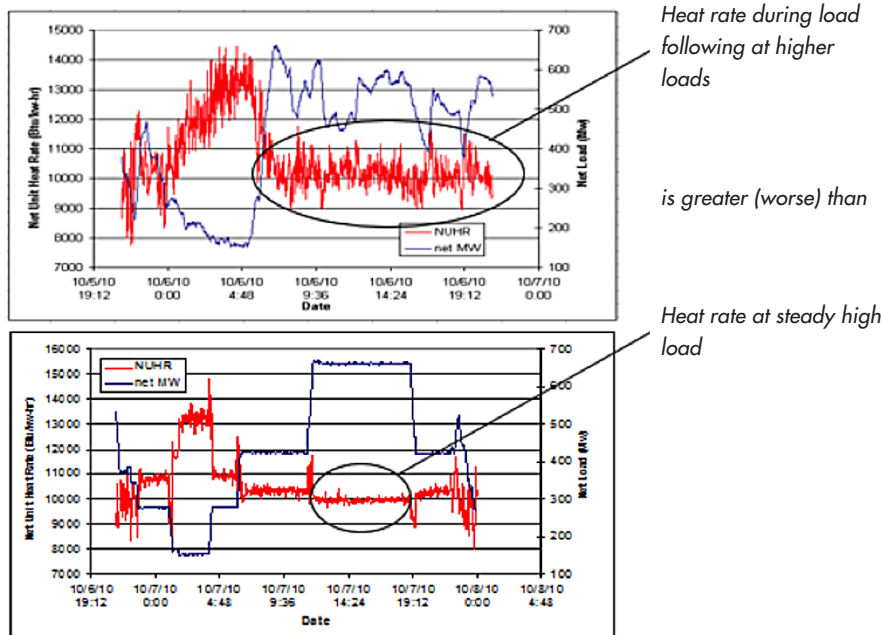 Heat rate during load
following at higher
loads
is greater (worse) than
Heat rate at steady high
load
Net Unit Heat Rate (Btu/kw-hr)
15000
14000
13000
12000
11000
10000
9000
8000
7000
700
600
500
400
300
200
100
Net Load (Mw)
NUHR
net MW
10/5/10 10/6/10 10/6/10 10/6/10 10/6/10 10/6/10 10/7/10
19:12 0:00 4:48 9:36 14:24 19:12 0:00
Date
Net Unit Heat Rate (Btu/kw-hr)
16000
15000
14000
13000
12000
11000
10000
9000
8000
7000
NUHR
net MW
700
600
500
400
300
200
100
Net Load (Mw)
10/6/10 10/7/10 10/7/10 10/7/10 10/7/10 10/7/10 10/8/10 10/8/10
19:12 0:00 4:48 9:36 14:24 19:12 0:00 4:48
Date